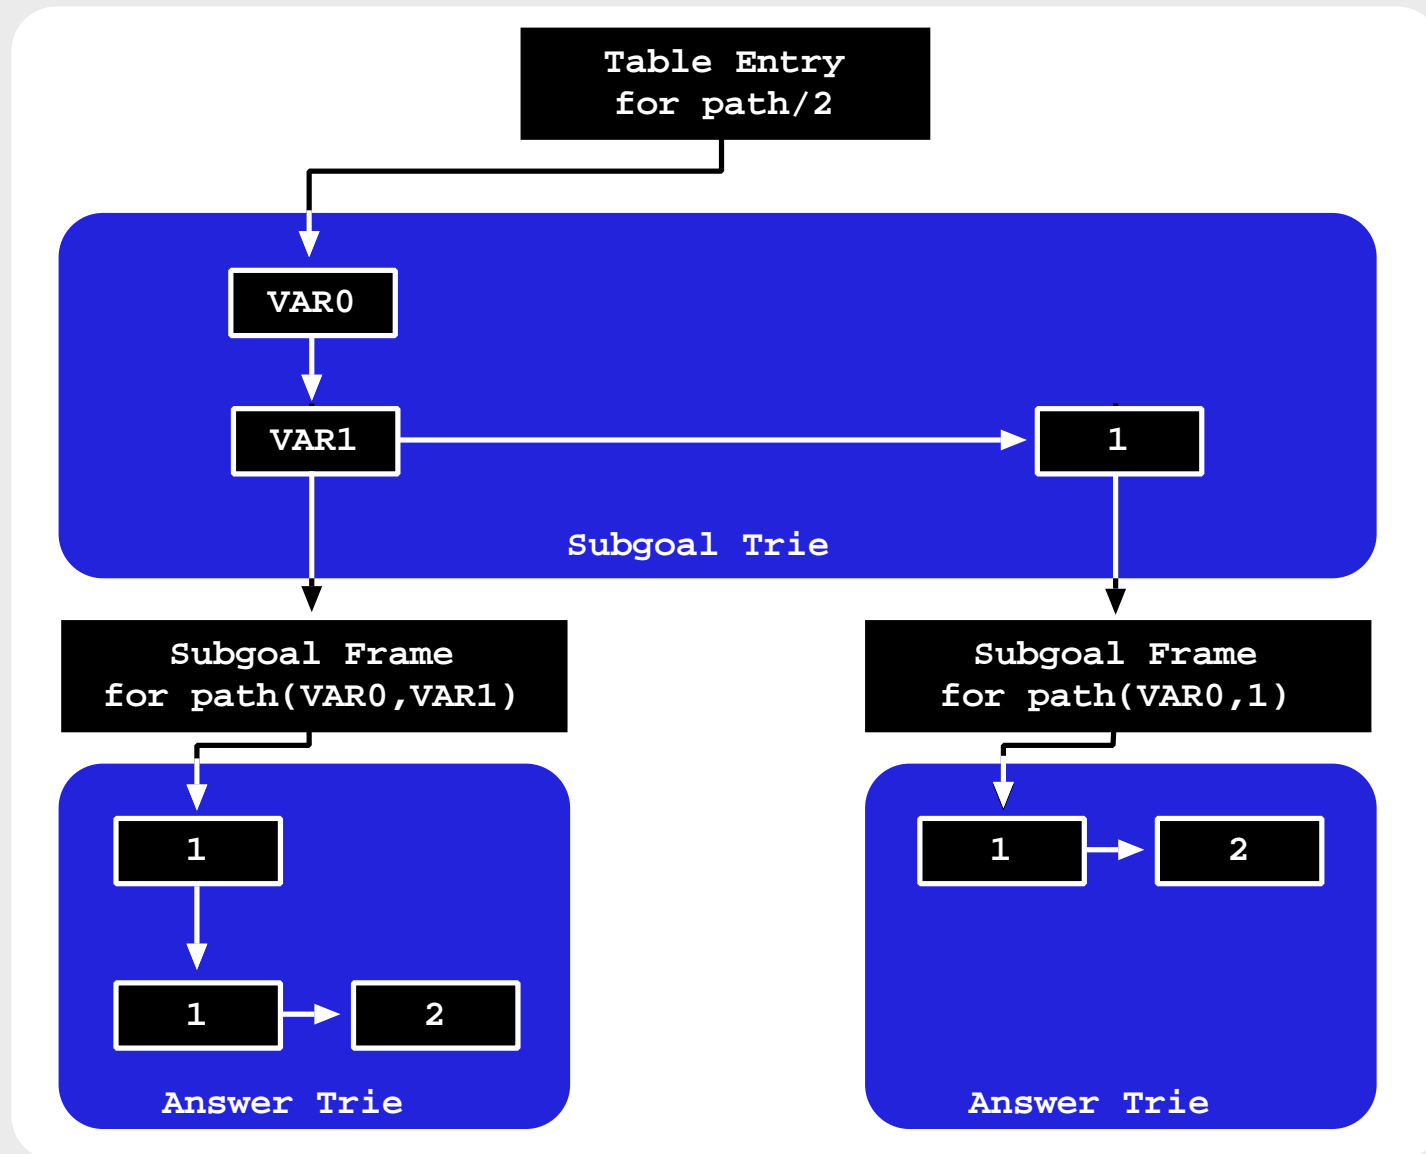 Table Entry
for path/2
VAR0
VAR1
1
Subgoal Trie
Subgoal Frame
for path(VAR0,VAR1)
Subgoal Frame
for path(VAR0,1)
1
1
2
Answer Trie
1
2
Answer Trie